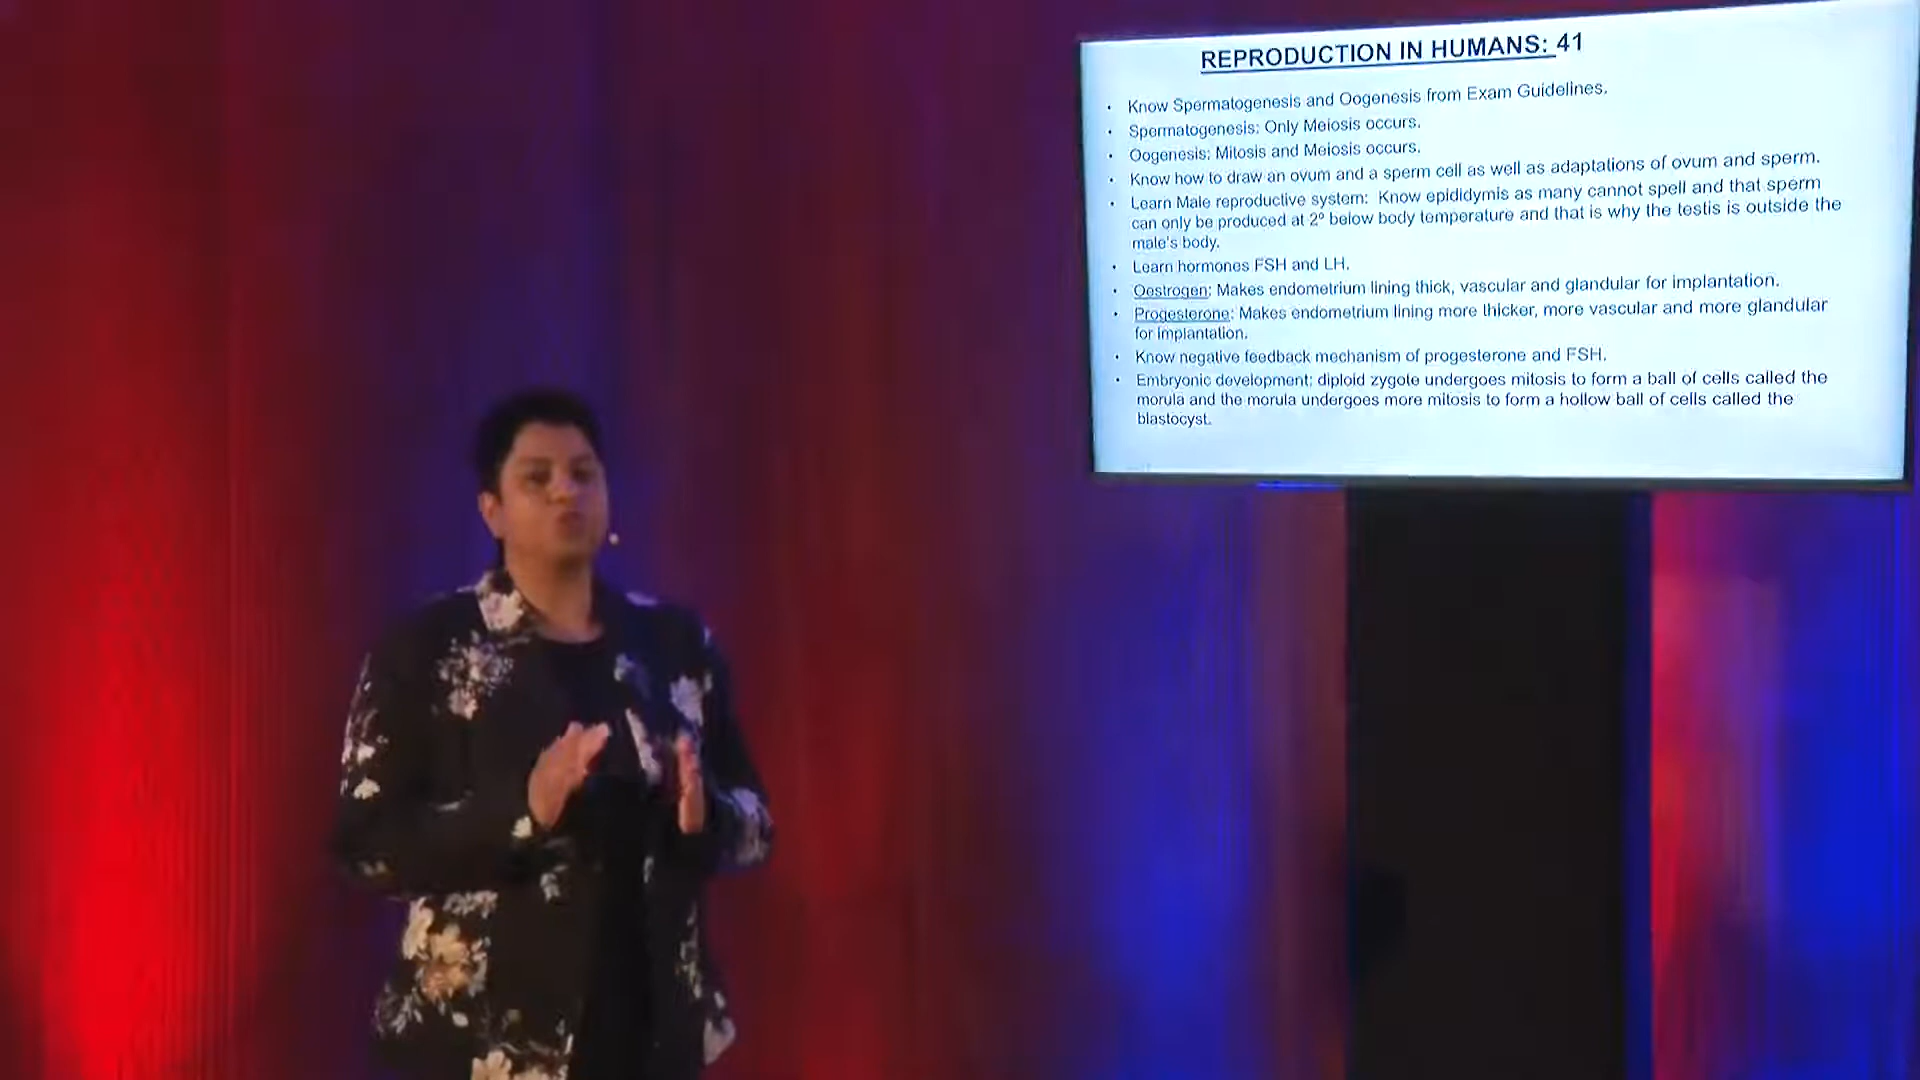 REPRODUCTION IN HUMANS: 41
• Know Spermatogenesis and Oogenesis from Exam Guidelines.
• Spermatogenesis: Only Meiosis occurs.
• Oogenesis: Mitosis and Meiosis occurs.
• Know how to draw an ovum and a sperm cell as well as adaptations of ovum and sperm.
• Learn Male reproductive system: Know epididymis as many cannot spell and that sperm
can only be produced at 2º below body temperature and that is why the testis is outside the
male's body.
• Learn hormones FSH and LH.
• Oestrogen: Makes endometrium lining thick, vascular and glandular for implantation.
• Progesterone: Makes endometrium lining more thicker, more vascular and more glandular
for implantation.
• Know negative feedback mechanism of progesterone and FSH.
• Embryonic development: diploid zygote undergoes mitosis to form a ball of cells called the
morula and the morula undergoes more mitosis to form a hollow ball of cells called the
blastocyst.